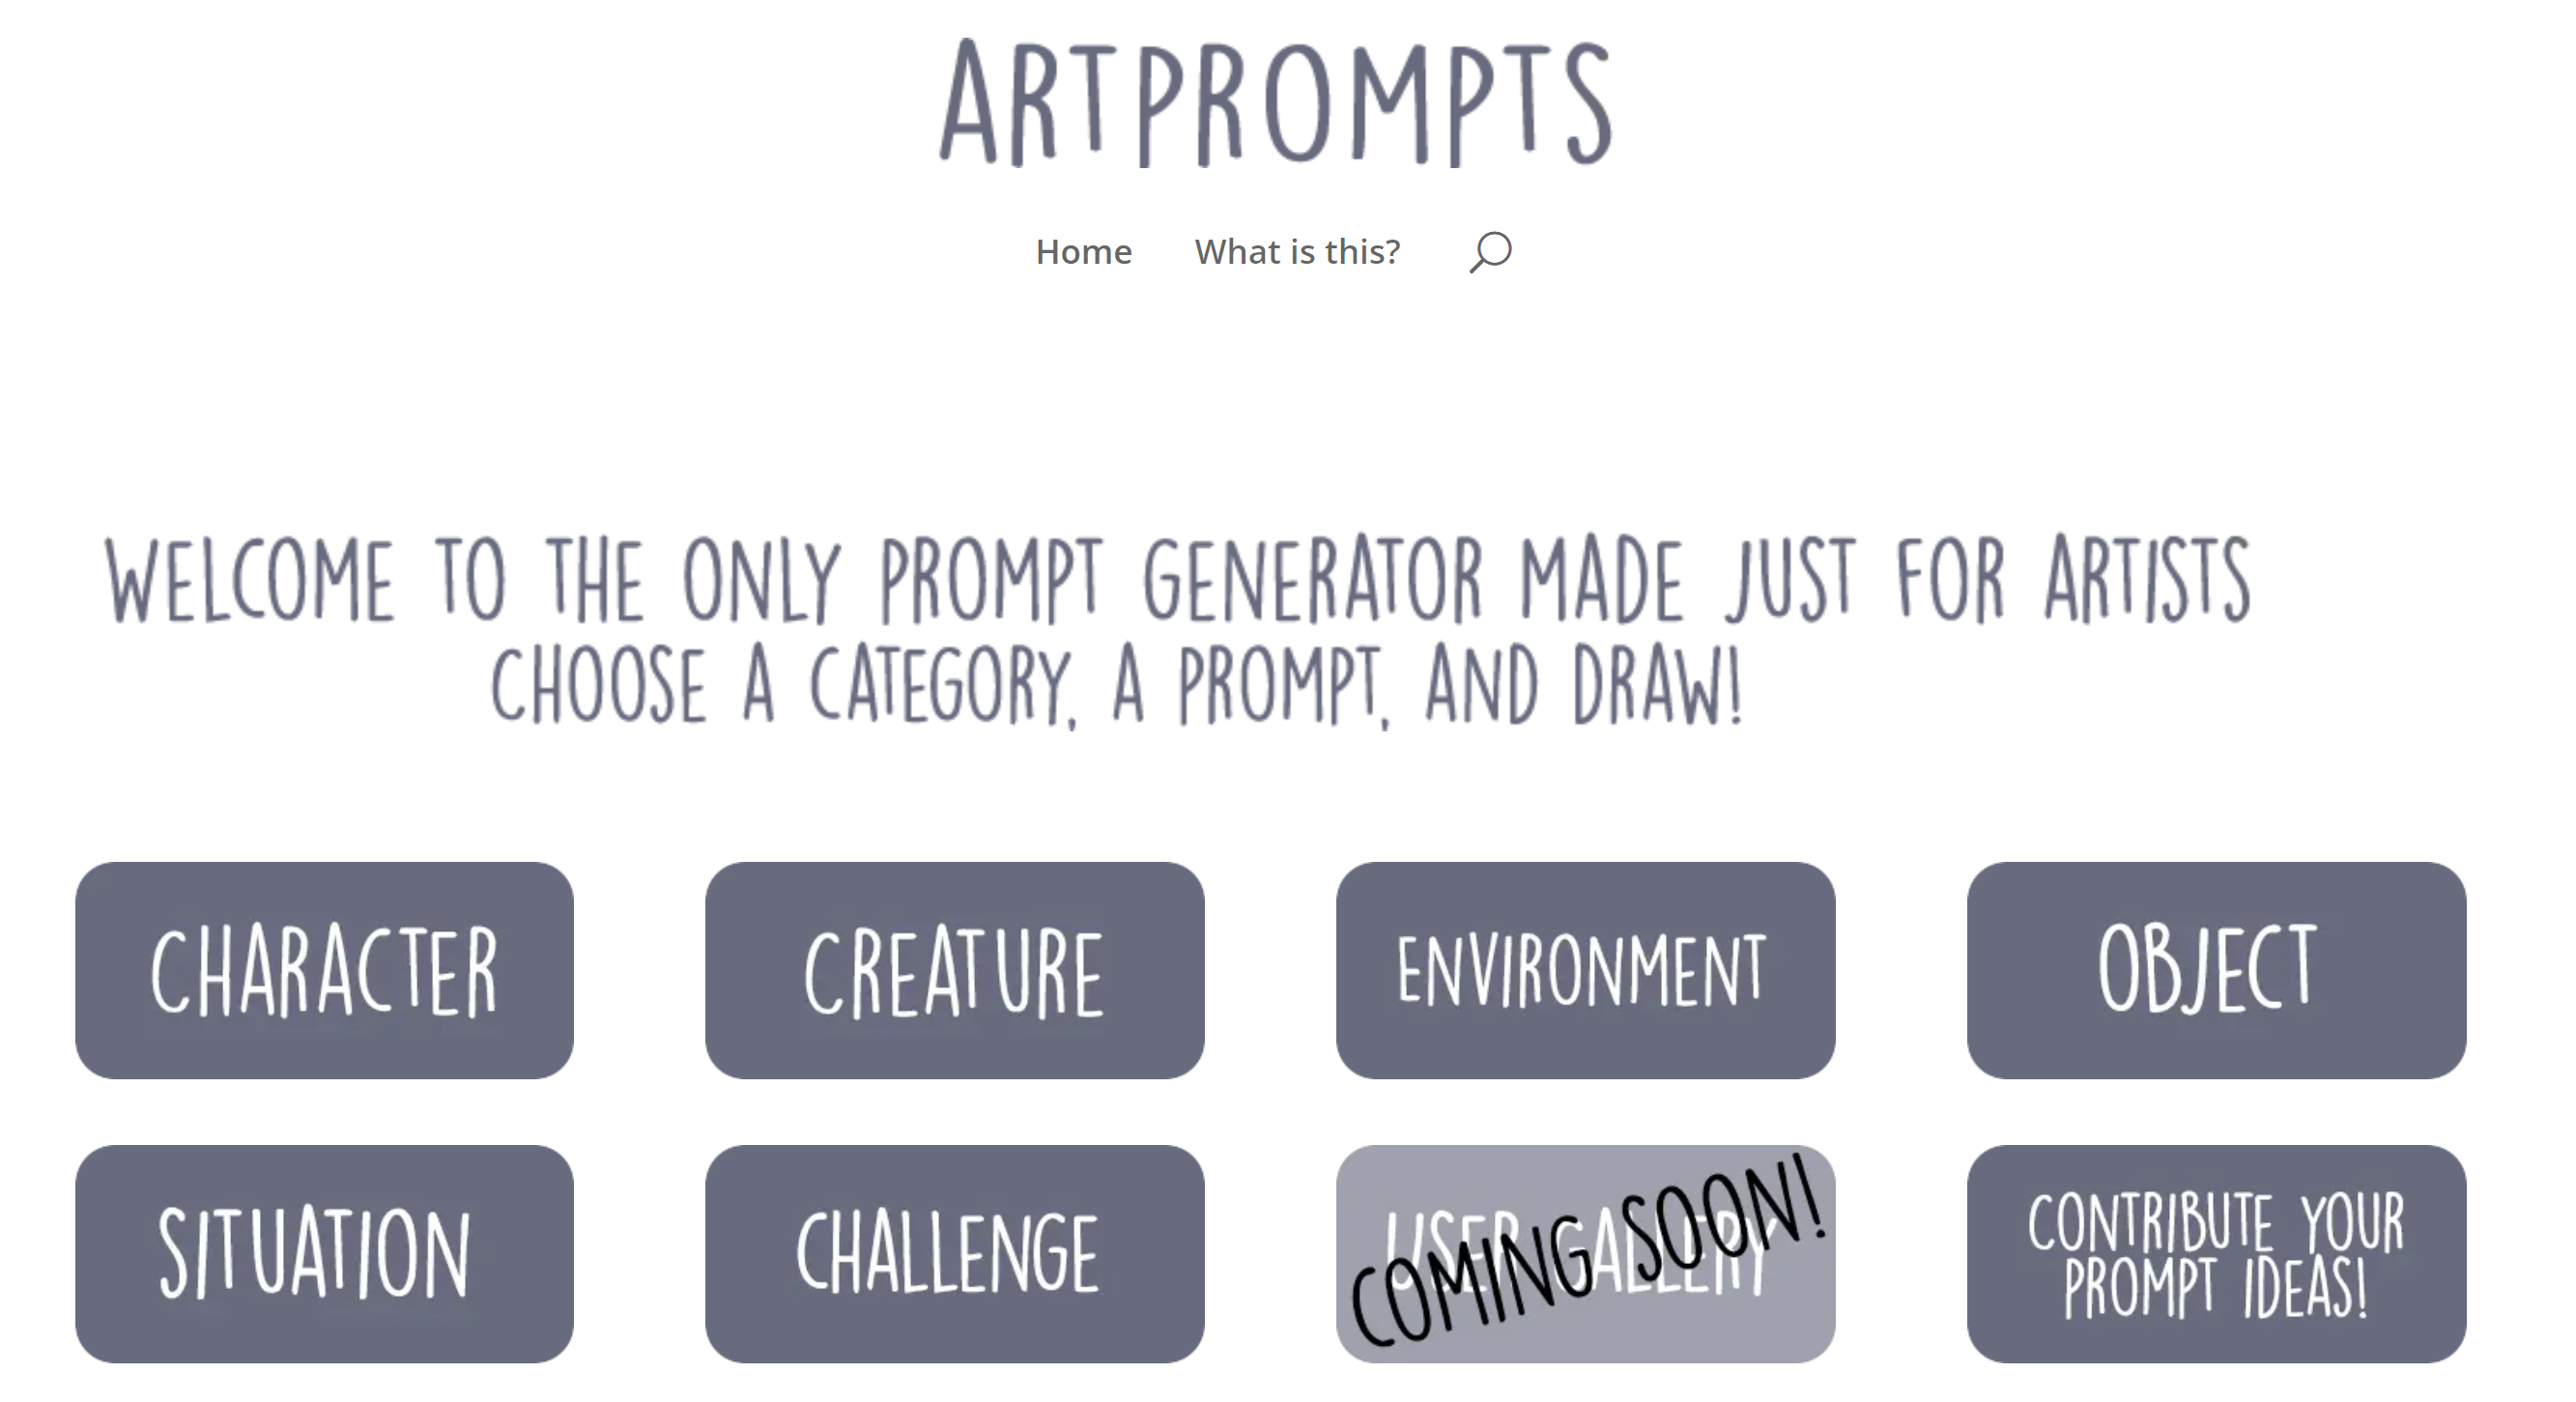 ARTPROMPTS
Home What is this?
WELCOME TO THE ONLY PROMPT GENERATOR MADE JUST FOR ARTISTS
CHOOSE A CATEGORY, A PROMPT, AND DRAW!
CHARACTER
CREATURE
ENVIRONMENT
OBJECT
SITUATION
CHALLENGE
USER GALLERY
COMING SOON!
CONTRIBUTE YOUR
PROMPT IDEAS!